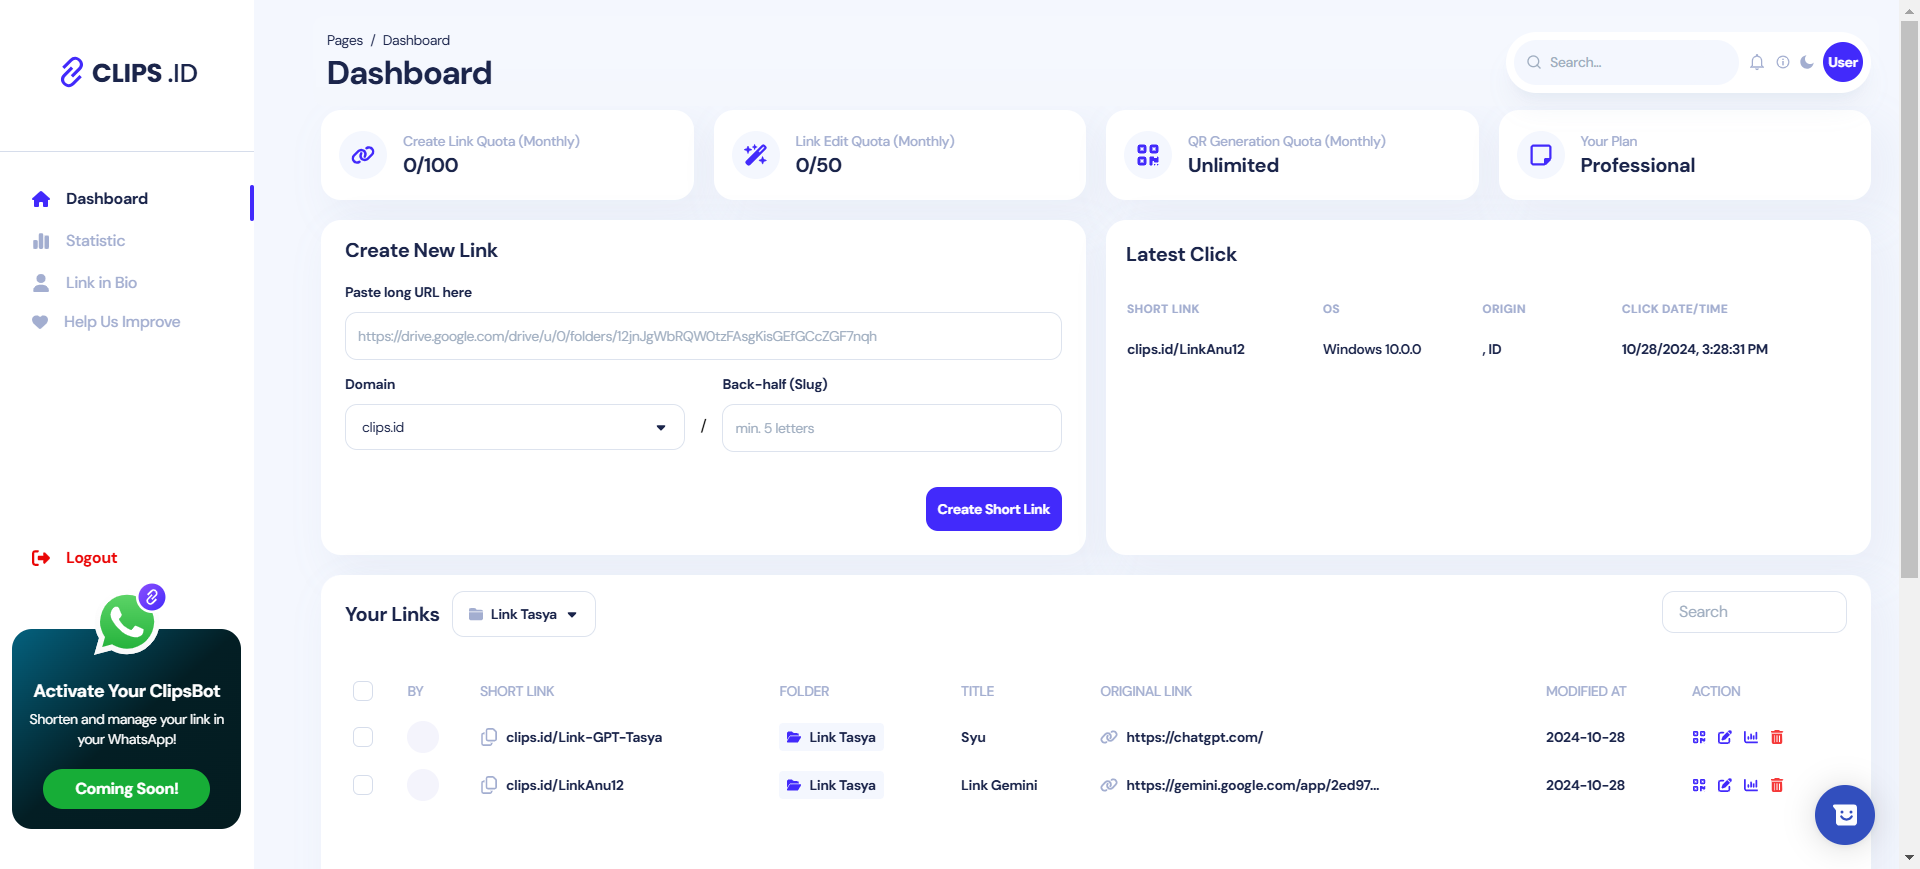 CLIPS .ID
Dashboard
Statistic
Link in Bio
Help Us Improve
Logout
Activate Your ClipsBot
Shorten and manage your link in
your WhatsApp!
Coming Soon!
Pages / Dashboard
Dashboard
Search...
User
Create Link Quota (Monthly)
0/100
Link Edit Quota (Monthly)
0/50
QR Generation Quota (Monthly)
Unlimited
Your Plan
Professional
Create New Link
Paste long URL here
https://drive.google.com/drive/u/0/folders/12jnJgWbRQW0tzFAsgKisGEfGCcZGF7nqh
Domain
clips.id
/
Back-half (Slug)
min. 5 letters
Create Short Link
Latest Click
SHORT LINK OS ORIGIN CLICK DATE/TIME
clips.id/LinkAnu12 Windows 10.0.0 , ID 10/28/2024, 3:28:31 PM
Your Links
Link Tasya
Search
BY SHORT LINK FOLDER TITLE ORIGINAL LINK MODIFIED AT ACTION
clips.id/Link-GPT-Tasya Link Tasya Syu https://chatgpt.com/ 2024-10-28
clips.id/LinkAnu12 Link Tasya Link Gemini https://gemini.google.com/app/2ed97... 2024-10-28